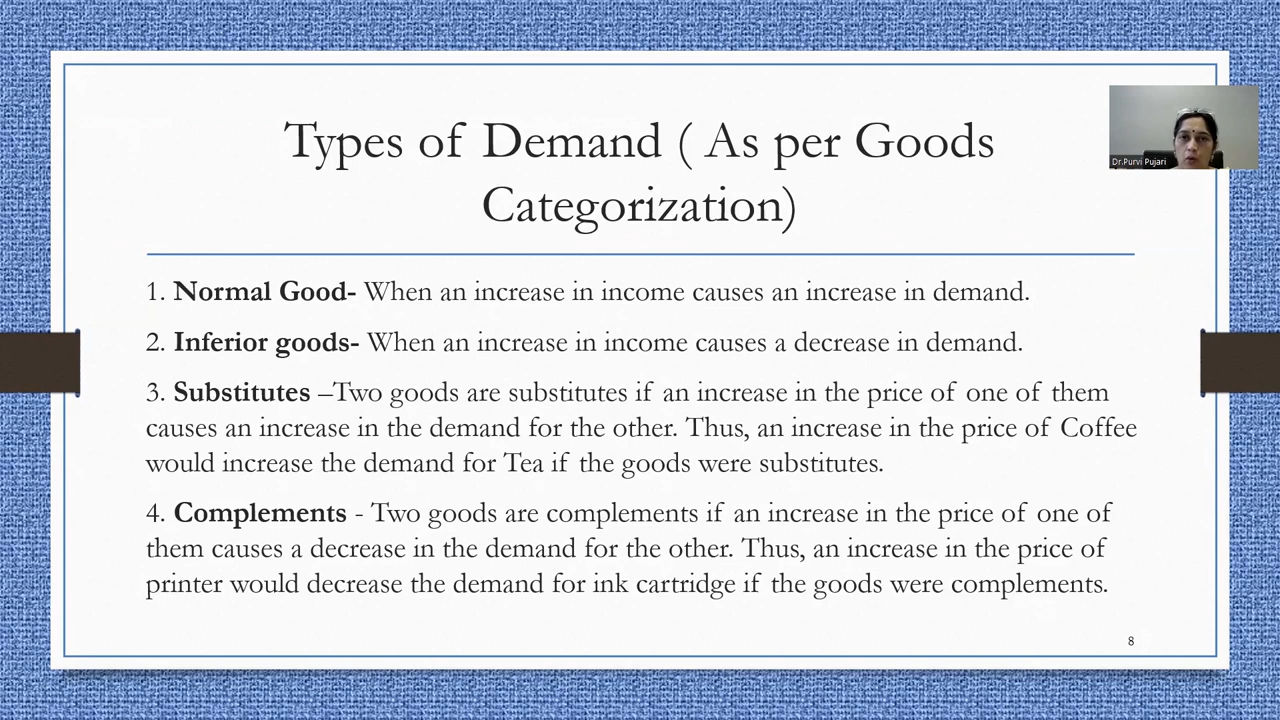 Types of Demand ( As per Goods
Categorization)
Dr.Purvi Pujari
1. Normal Good- When an increase in income causes an increase in demand.
2. Inferior goods- When an increase in income causes a decrease in demand.
3. Substitutes –Two goods are substitutes if an increase in the price of one of them
causes an increase in the demand for the other. Thus, an increase in the price of Coffee
would increase the demand for Tea if the goods were substitutes.
4. Complements - Two goods are complements if an increase in the price of one of
them causes a decrease in the demand for the other. Thus, an increase in the price of
printer would decrease the demand for ink cartridge if the goods were complements.
8